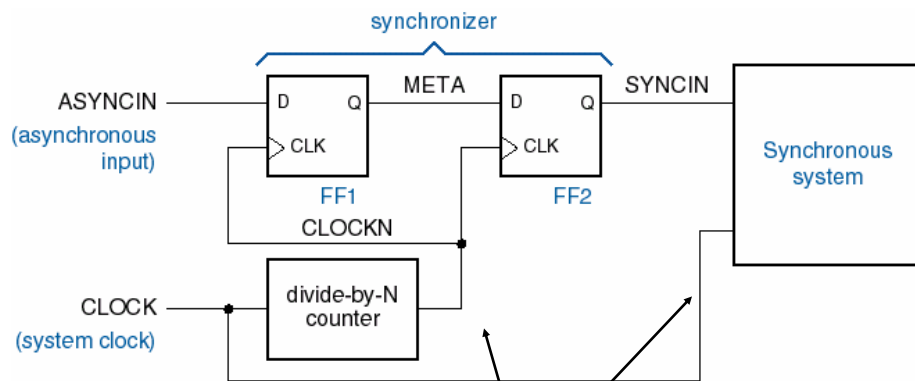 synchronizer
ASYNCIN
(asynchronous
input)
D
Q
CLK
FF1
META
D
Q
CLK
FF2
SYNCIN
Synchronous
system
CLOCKN
CLOCK
(system clock)
divide-by-N
counter